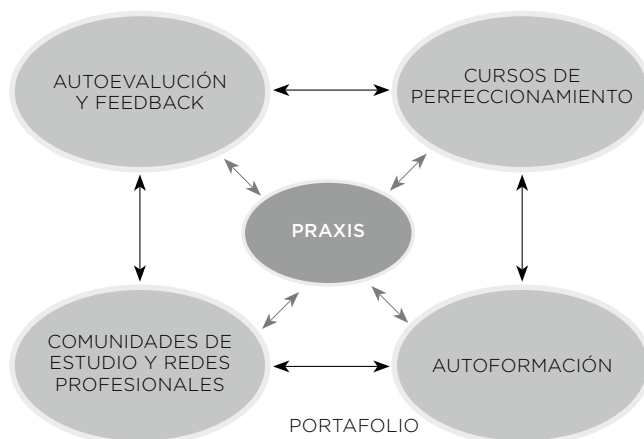 AUTOEVALUCIÓN
Y FEEDBACK
CURSOS DE
PERFECCIONAMIENTO
PRAXIS
COMUNIDADES DE
ESTUDIO Y REDES
PROFESIONALES
AUTOFORMACIÓN
PORTAFOLIO